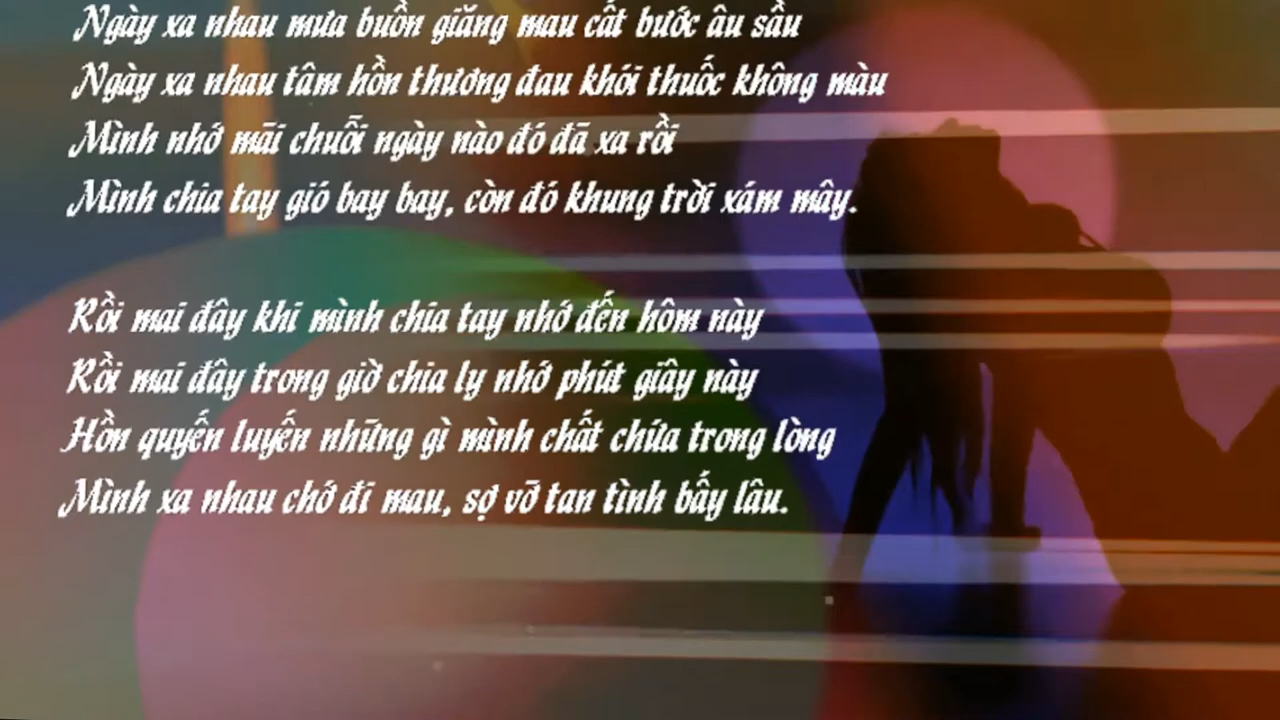 Ngày xa nhau mưa buồn giăng mau cất bước âu sầu
Ngày xa nhau tâm hồn thương đau khói thuốc không màu
Mình nhớ mãi chuỗi ngày nào đó đã xa rồi
Mình chia tay gió bay bay, còn đó khung trời xám mây.
Rồi mai đây khi mình chia tay nhớ đến hôm này
Rồi mai đây trong giờ chia ly nhớ phút giây này
Hồn quyến luyến những gì mình chất chứa trong lòng
Mình xa nhau chớ đi mau, sợ vỡ tan tình bấy lâu.